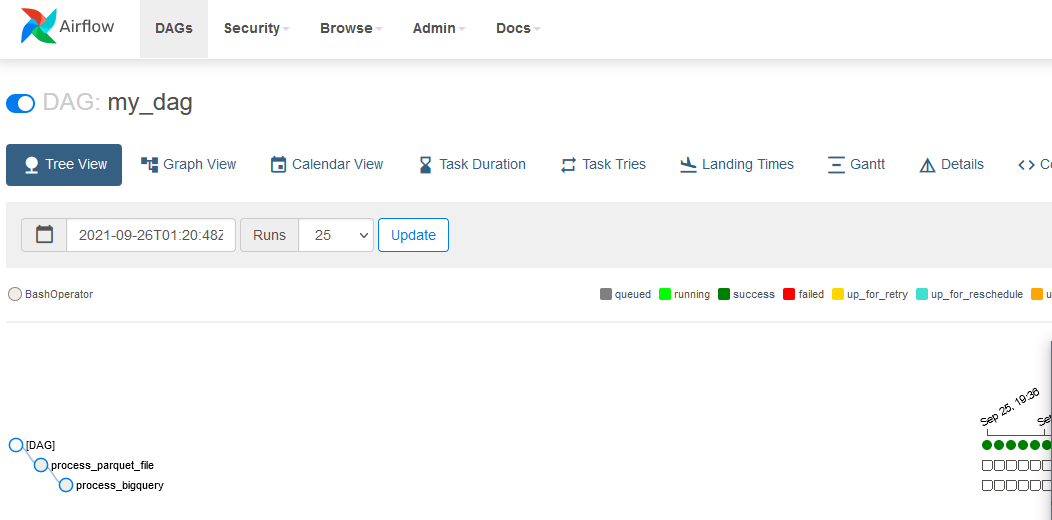 Airflow DAGs Security Browse Admin Docs
DAG: my_dag
Tree View Graph View Calendar View Task Duration Task Tries Landing Times Gantt Details
2021-09-26T01:20:48Z Runs 25 Update
BashOperator queued running success failed up_for_retry up_for_reschedule
Sep 25, 19:36
[DAG]
process_parquet_file
process_bigquery